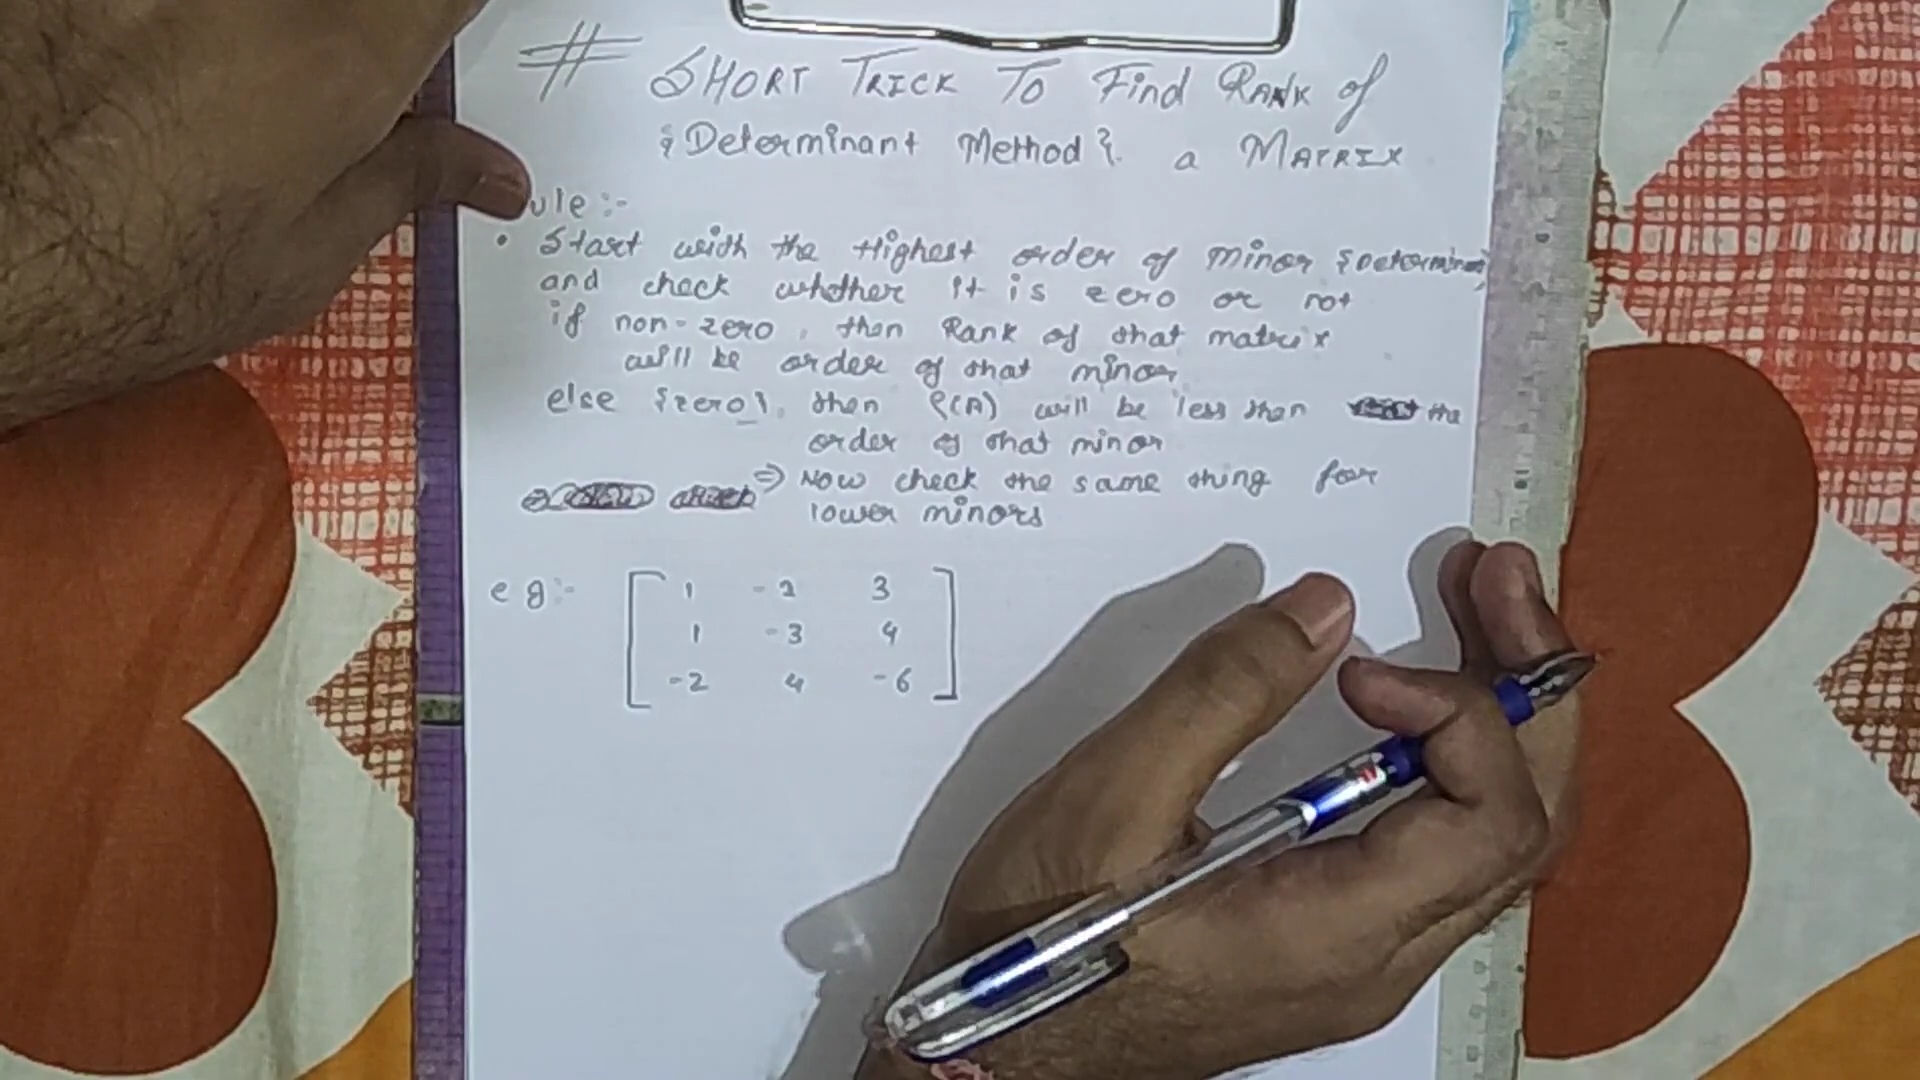 # SHORT TRICK TO Find RANK of
{Determinant Method}. a MATRIX
ule :-
• Start with the Highest order of minor {Determinant}
and check whether it is zero or not
if non-zero, then Rank of that matrix
will be order of that minor
else {zero}, then ρ(A) will be less then the
order of that minor
⇒ Now check the same thing for
lower minors
eg:- [ 1 -2 3
1 -3 4
-2 4 -6 ]